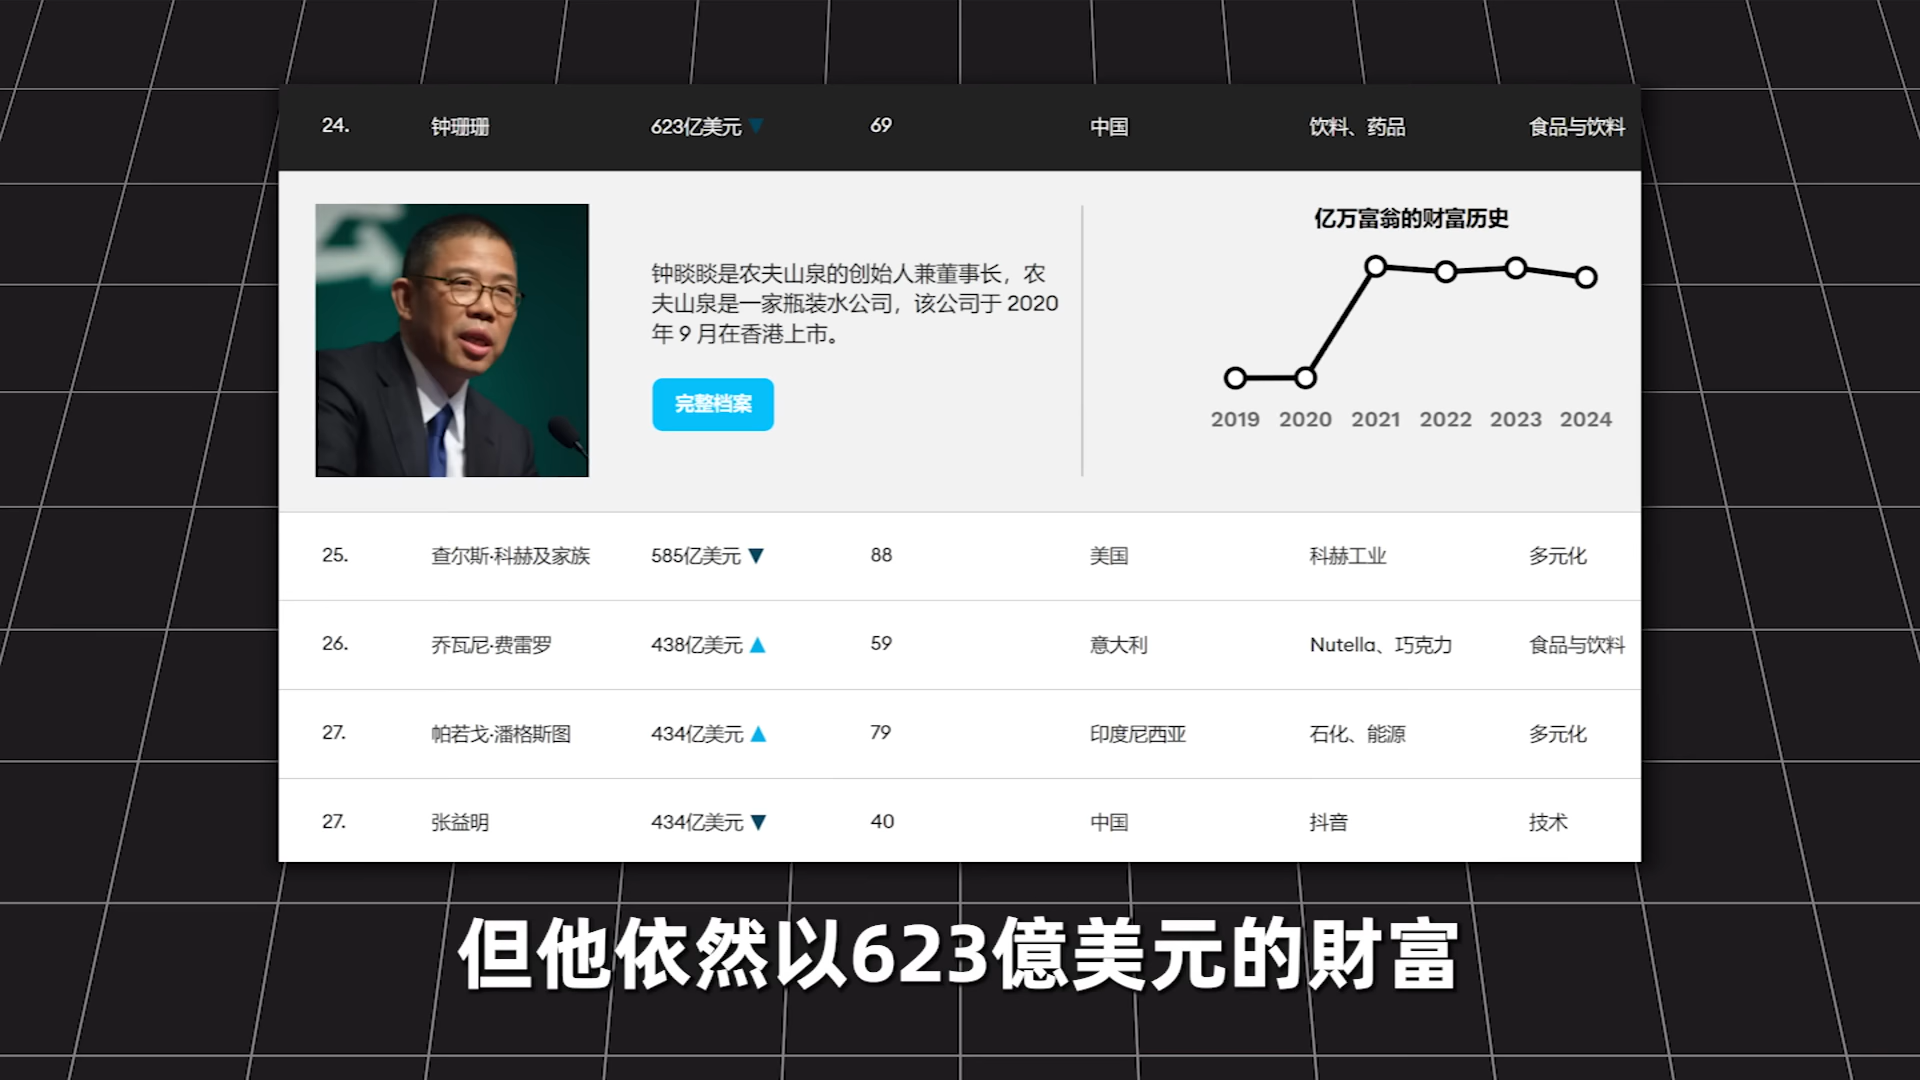 24. 钟珊珊 623亿美元 69 中国 饮料、药品 食品与饮料
亿万富翁的财富历史
钟睒睒是农夫山泉的创始人兼董事长，农
夫山泉是一家瓶装水公司，该公司于 2020
年 9 月在香港上市。
完整档案
2019 2020 2021 2022 2023 2024
25. 查尔斯·科赫及家族 585亿美元 88 美国 科赫工业 多元化
26. 乔瓦尼·费雷罗 438亿美元 59 意大利 Nutella、巧克力 食品与饮料
27. 帕若戈·潘格斯图 434亿美元 79 印度尼西亚 石化、能源 多元化
27. 张益明 434亿美元 40 中国 抖音 技术
但他依然以623億美元的財富